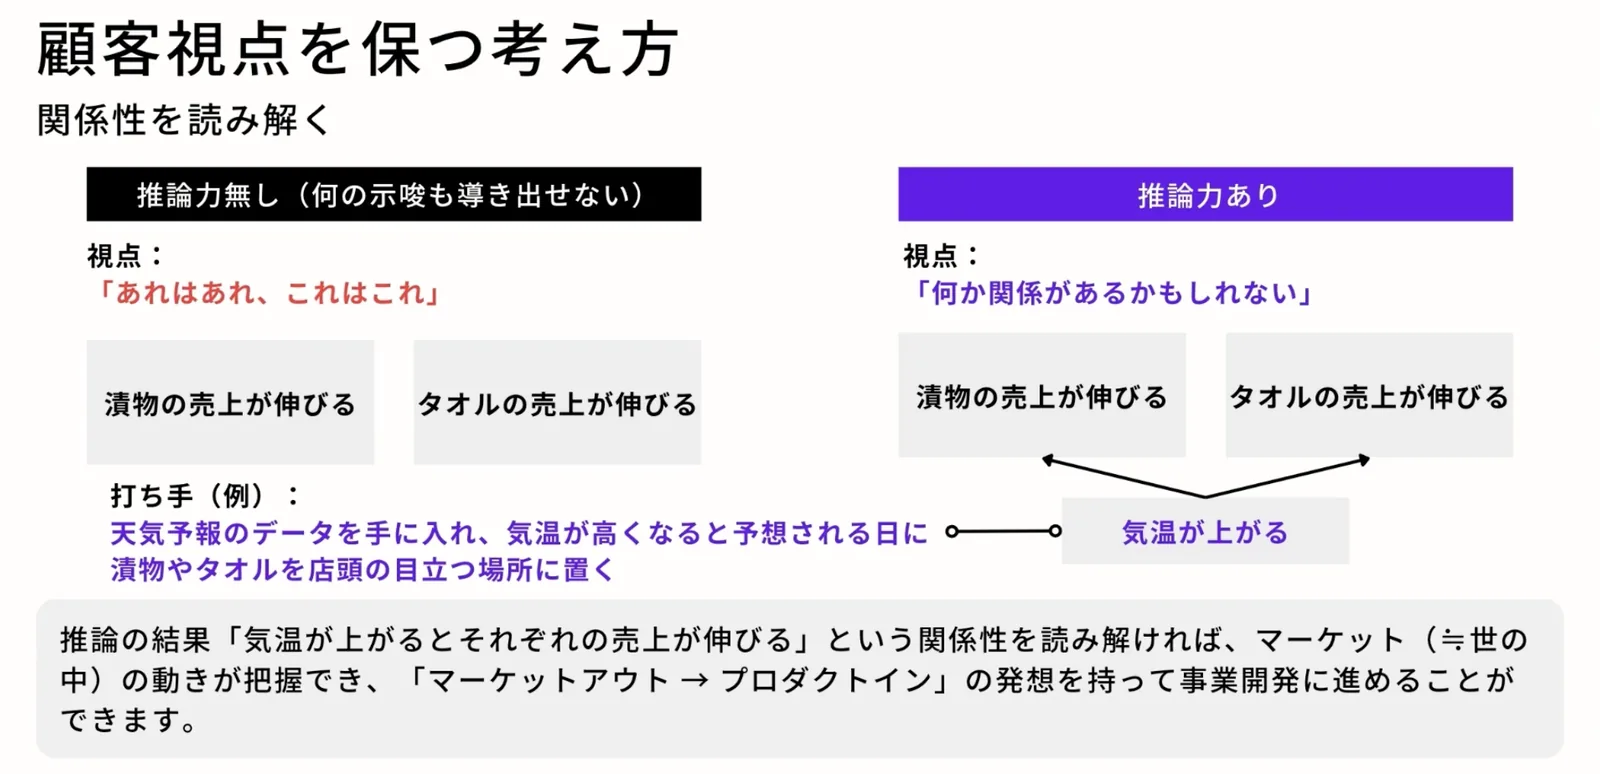 顧客視点を保つ考え方
関係性を読み解く
推論力無し（何の示唆も導き出せない）
視点：
「あれはあれ、これはこれ」
漬物の売上が伸びる
タオルの売上が伸びる
推論力あり
視点：
「何か関係があるかもしれない」
漬物の売上が伸びる
タオルの売上が伸びる
気温が上がる
打ち手（例）：
天気予報のデータを手に入れ、気温が高くなると予想される日に
漬物やタオルを店頭の目立つ場所に置く
推論の結果「気温が上がるとそれぞれの売上が伸びる」という関係性を読み解ければ、マーケット（≒世の
中）の動きが把握でき、「マーケットアウト → プロダクトイン」の発想を持って事業開発に進めることが
できます。